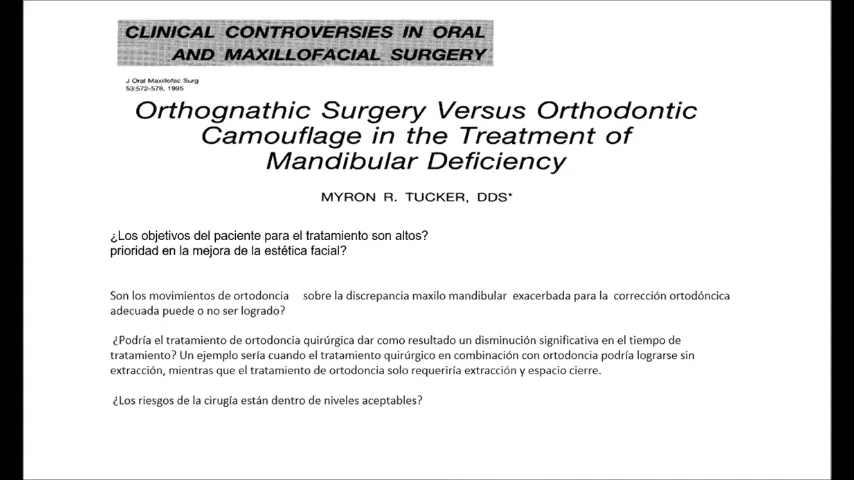 CLINICAL CONTROVERSIES IN ORAL
AND MAXILLOFACIAL SURGERY
J Oral Maxillofac Surg
53:572-578, 1995
Orthognathic Surgery Versus Orthodontic
Camouflage in the Treatment of
Mandibular Deficiency
MYRON R. TUCKER, DDS*
¿Los objetivos del paciente para el tratamiento son altos?
prioridad en la mejora de la estética facial?
Son los movimientos de ortodoncia sobre la discrepancia maxilo mandibular exacerbada para la corrección ortodóncica
adecuada puede o no ser logrado?
¿Podría el tratamiento de ortodoncia quirúrgica dar como resultado un disminución significativa en el tiempo de
tratamiento? Un ejemplo sería cuando el tratamiento quirúrgico en combinación con ortodoncia podría lograrse sin
extracción, mientras que el tratamiento de ortodoncia solo requeriría extracción y espacio cierre.
¿Los riesgos de la cirugía están dentro de niveles aceptables?